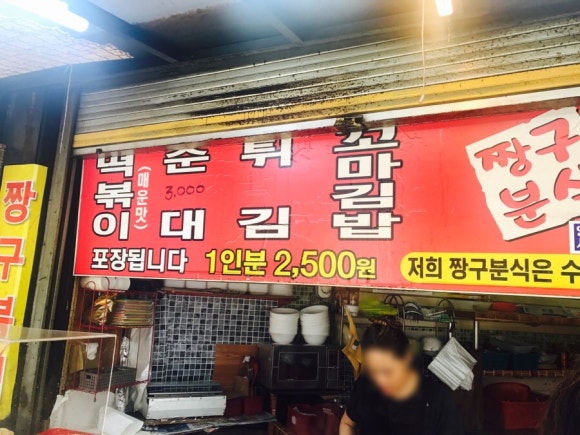 떡볶이
(매운맛)
순대
3,000
튀김
꼬마김밥
포장됩니다 1인분 2,500원
짱구
분식
저희 짱구분식은 수
짱구분